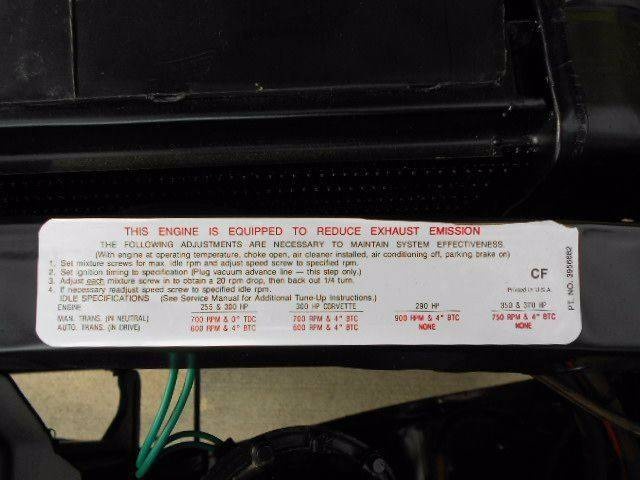 THIS ENGINE IS EQUIPPED TO REDUCE EXHAUST EMISSION
THE FOLLOWING ADJUSTMENTS ARE NECESSARY TO MAINTAIN SYSTEM EFFECTIVENESS.
(With engine at operating temperature, choke open, air cleaner installed, air conditioning off, parking brake on)
1. Set mixture screws for max. idle rpm and adjust speed screw to specified rpm.
2. Set ignition timing to specification (Plug vacuum advance line — this step only.)
3. Adjust each mixture screw in to obtain a 20 rpm drop, then back out 1/4 turn.
4. If necessary readjust speed screw to specified idle rpm.
IDLE SPECIFICATIONS (See Service Manual for Additional Tune-Up Instructions.)
ENGINE 255 & 300 HP 300 HP CORVETTE 290 HP 350 & 370 HP
MAN. TRANS. (IN NEUTRAL) 700 RPM & 0° TDC 700 RPM & 4° BTC 900 RPM & 4° BTC 750 RPM & 4° BTC
AUTO. TRANS. (IN DRIVE) 600 RPM & 4° BTC 600 RPM & 4° BTC NONE NONE
CF
Printed in U.S.A.
PT. NO. 3956682